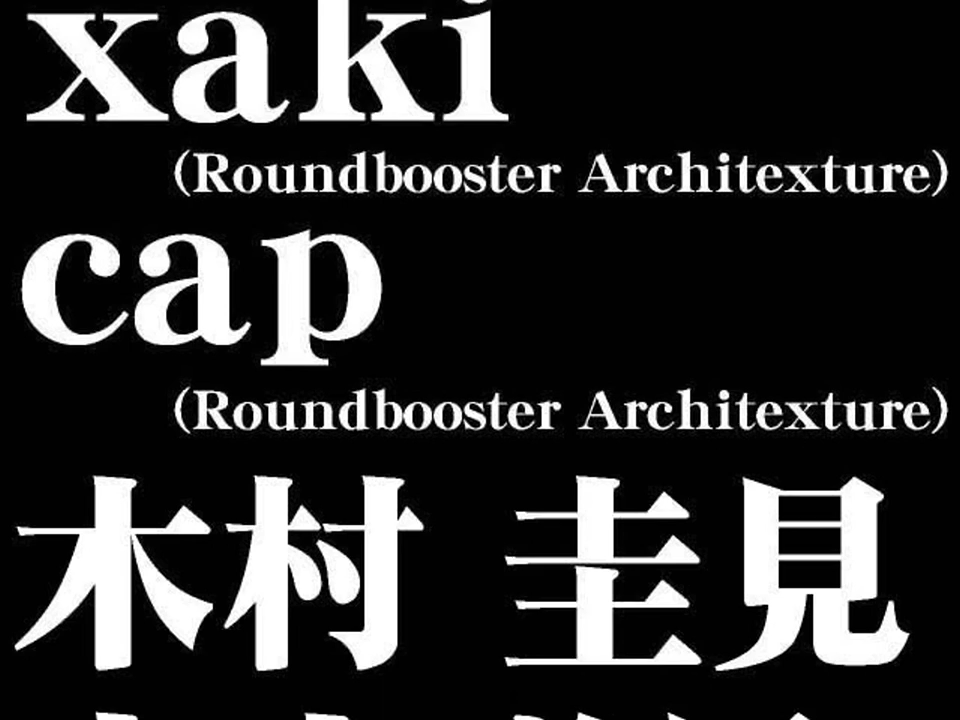 xaki
(Roundbooster Architexture)
cap
(Roundbooster Architexture)
木村 圭見